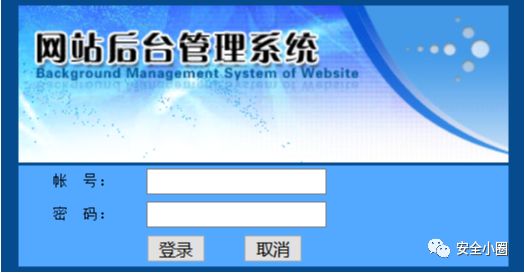 网站后台管理系统
Background Management System of Website
帐 号：
密 码：
登录 取消
安全小圈